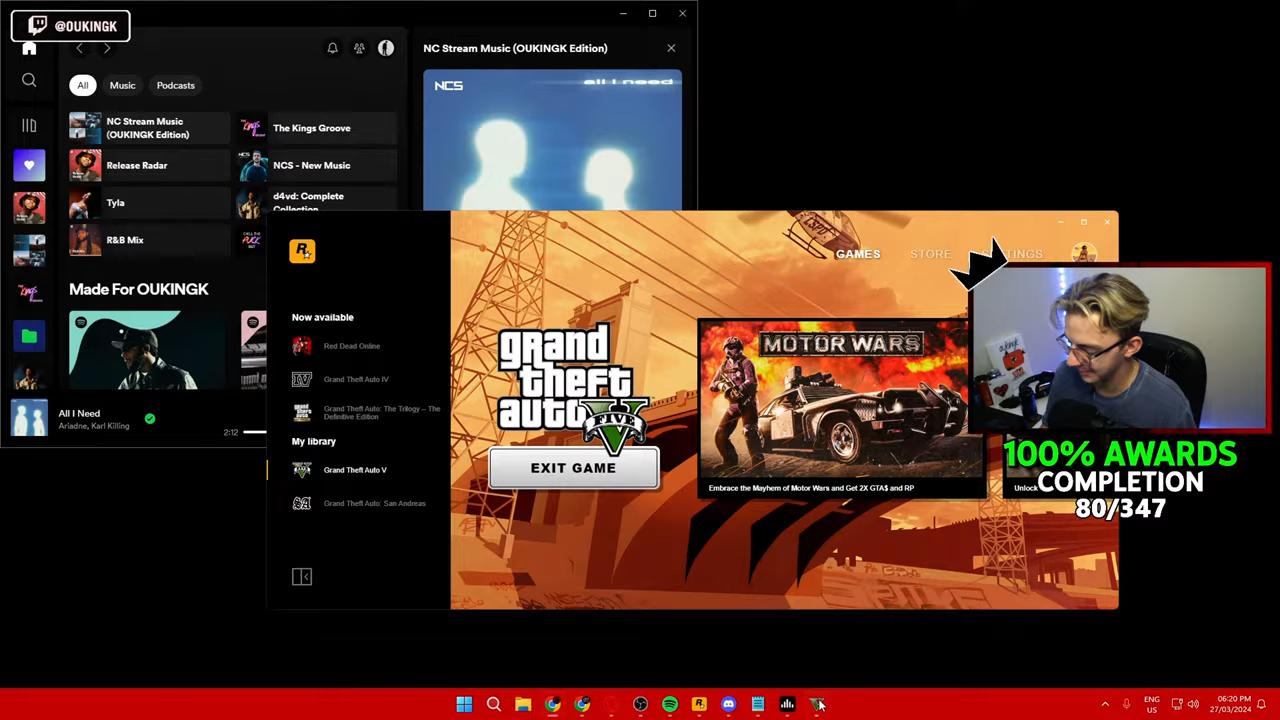 @OUKINGK
NC Stream Music (OUKINGK Edition)
All
Music
Podcasts
NCS
all i need
NC Stream Music
(OUKINGK Edition)
The Kings Groove
Release Radar
NCS - New Music
Tyla
d4vd: Complete
Collection
R&B Mix
Made For OUKINGK
All I Need
Ariadne, Karl Killing
2:12
R
GAMES
STORE
Now available
Red Dead Online
Grand Theft Auto IV
Grand Theft Auto: The Trilogy – The
Definitive Edition
My library
Grand Theft Auto V
Grand Theft Auto: San Andreas
grand
theft
auto
FIVE
EXIT GAME
MOTOR WARS
Embrace the Mayhem of Motor Wars and Get 2X GTA$ and RP
Unlock
100% AWARDS
COMPLETION
80/347
ENG
US
06:20 PM
27/03/2024